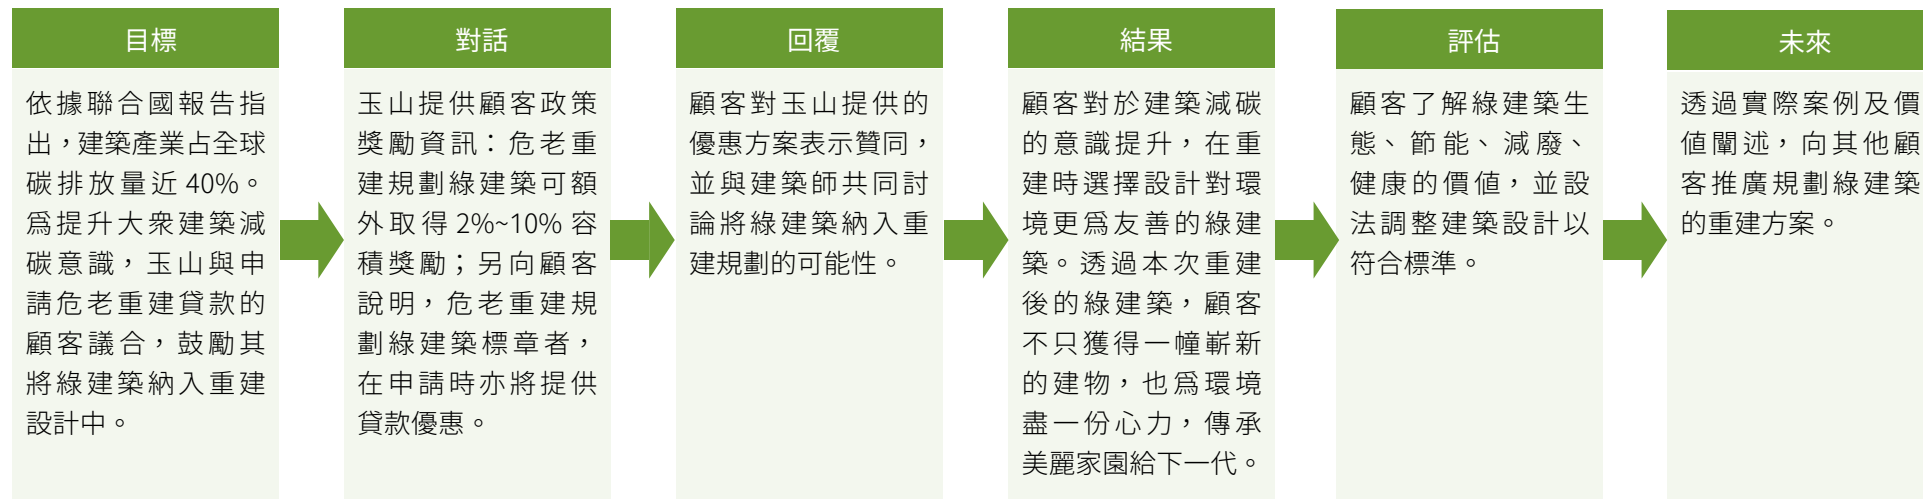 目標
依據聯合國報告指
出，建築產業占全球
碳排放量近 40%。
為提升大眾建築減
碳意識，玉山與申
請危老重建貸款的
顧客議合，鼓勵其
將綠建築納入重建
設計中。
對話
玉山提供顧客政策
獎勵資訊：危老重
建規劃綠建築可額
外取得 2%~10% 容
積獎勵；另向顧客
說明，危老重建規
劃綠建築標章者，
在申請時亦將提供
貸款優惠。
回覆
顧客對玉山提供的
優惠方案表示贊同，
並與建築師共同討
論將綠建築納入重
建規劃的可能性。
結果
顧客對於建築減碳
的意識提升，在重
建時選擇設計對環
境更為友善的綠建
築。透過本次重建
後的綠建築，顧客
不只獲得一幢嶄新
的建物，也為環境
盡一份心力，傳承
美麗家園給下一代。
評估
顧客了解綠建築生
態、節能、減廢、
健康的價值，並設
法調整建築設計以
符合標準。
未來
透過實際案例及價
值闡述，向其他顧
客推廣規劃綠建築
的重建方案。